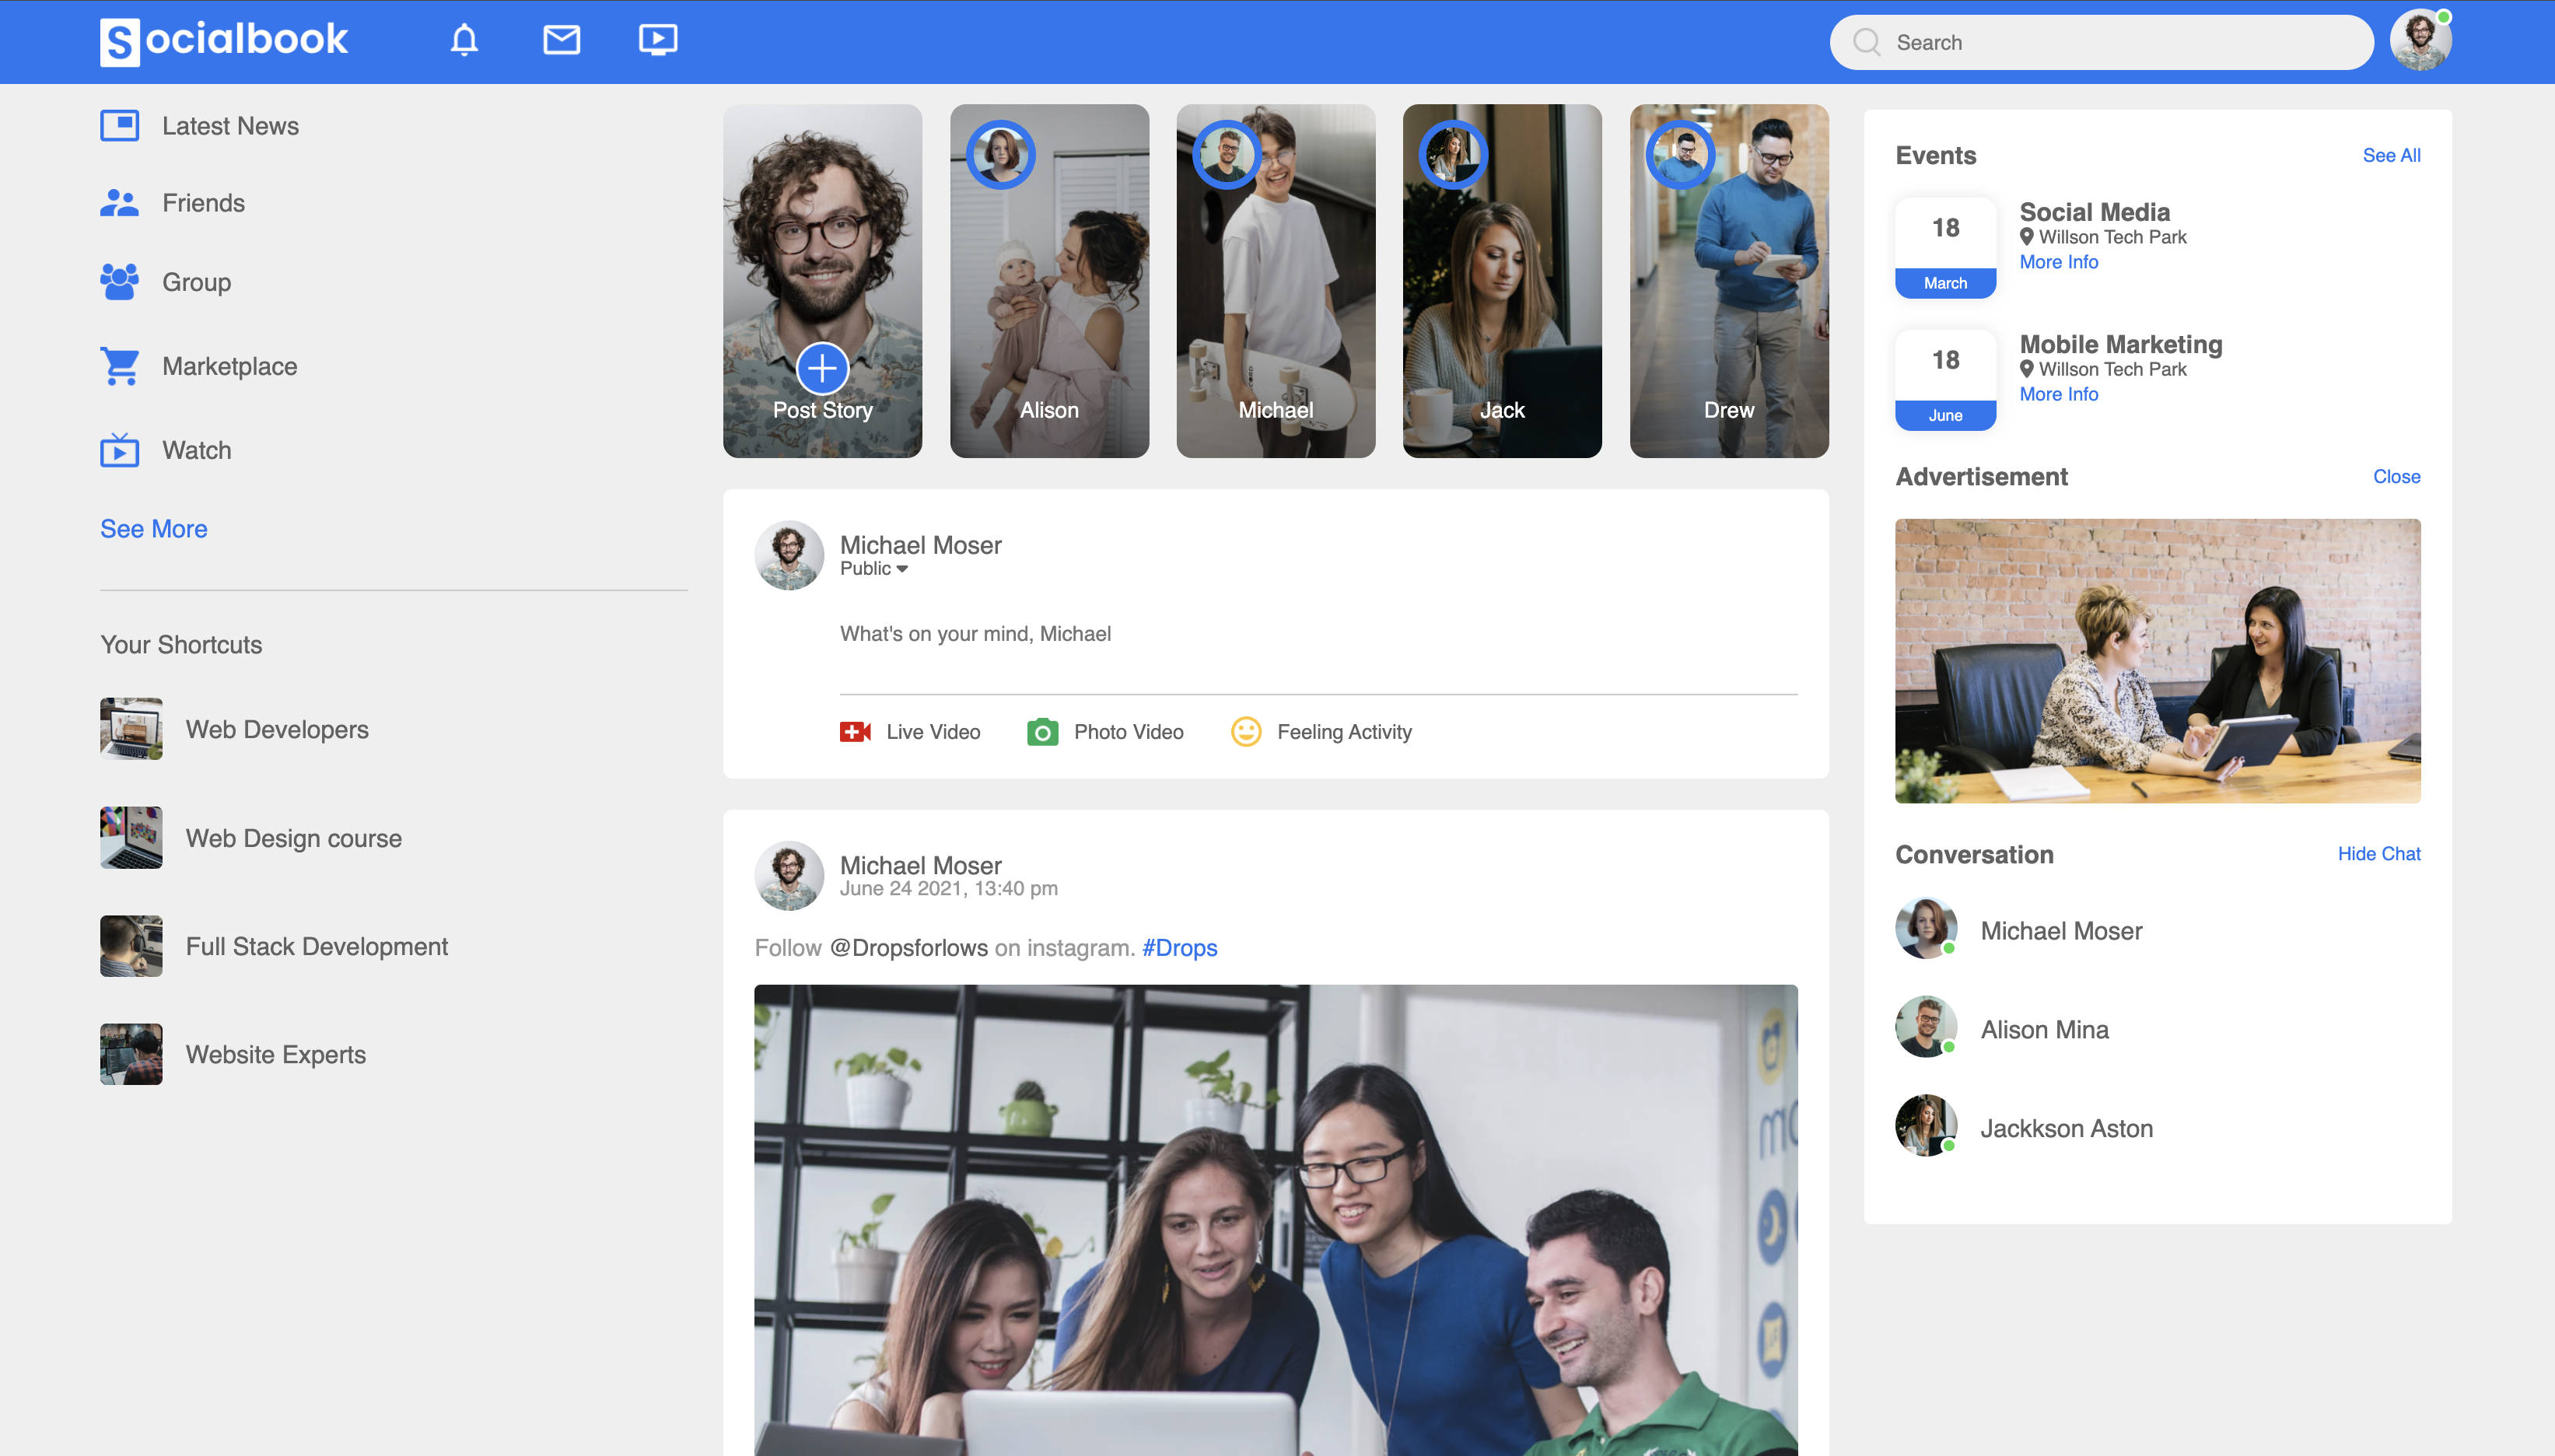 Socialbook
Search
Latest News
Friends
Group
Marketplace
Watch
See More
Your Shortcuts
Web Developers
Web Design course
Full Stack Development
Website Experts
Post Story
Alison
Michael
Jack
Drew
Michael Moser
Public
What's on your mind, Michael
Live Video
Photo Video
Feeling Activity
Michael Moser
June 24 2021, 13:40 pm
Follow @Dropsforlows on instagram. #Drops
Events
See All
18
March
Social Media
Willson Tech Park
More Info
18
June
Mobile Marketing
Willson Tech Park
More Info
Advertisement
Close
Conversation
Hide Chat
Michael Moser
Alison Mina
Jackkson Aston